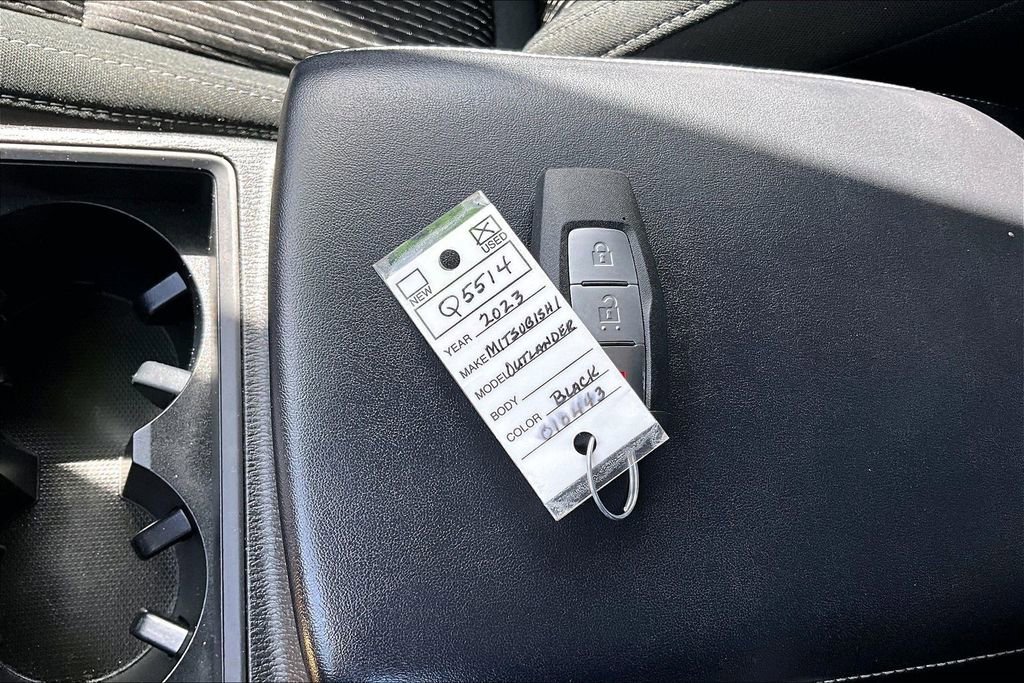 USED
NEW
Q5514
YEAR 2023
MAKE MITSUBISHI
MODEL OUTLANDER
BODY
COLOR BLACK
010443